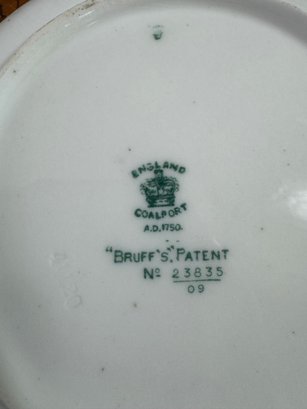 ENGLAND
COALPORT
A.D.1750.
"BRUFF'S", PATENT
Nº 23835
09